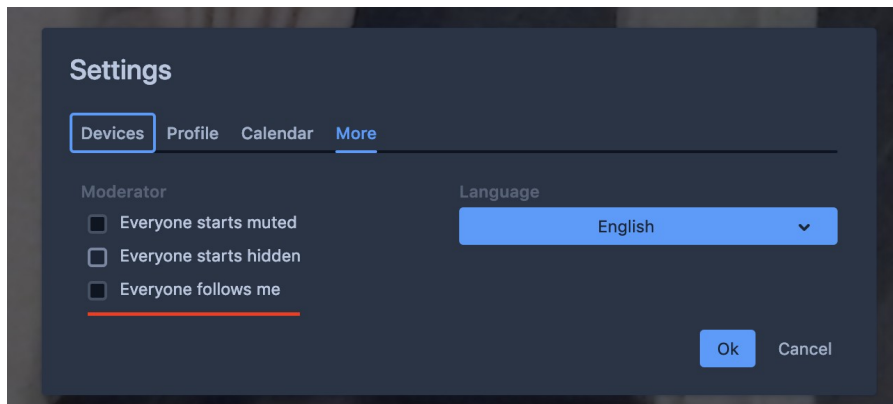 Settings
Devices Profile Calendar More
Moderator
Everyone starts muted
Everyone starts hidden
Everyone follows me
Language
English
Ok Cancel